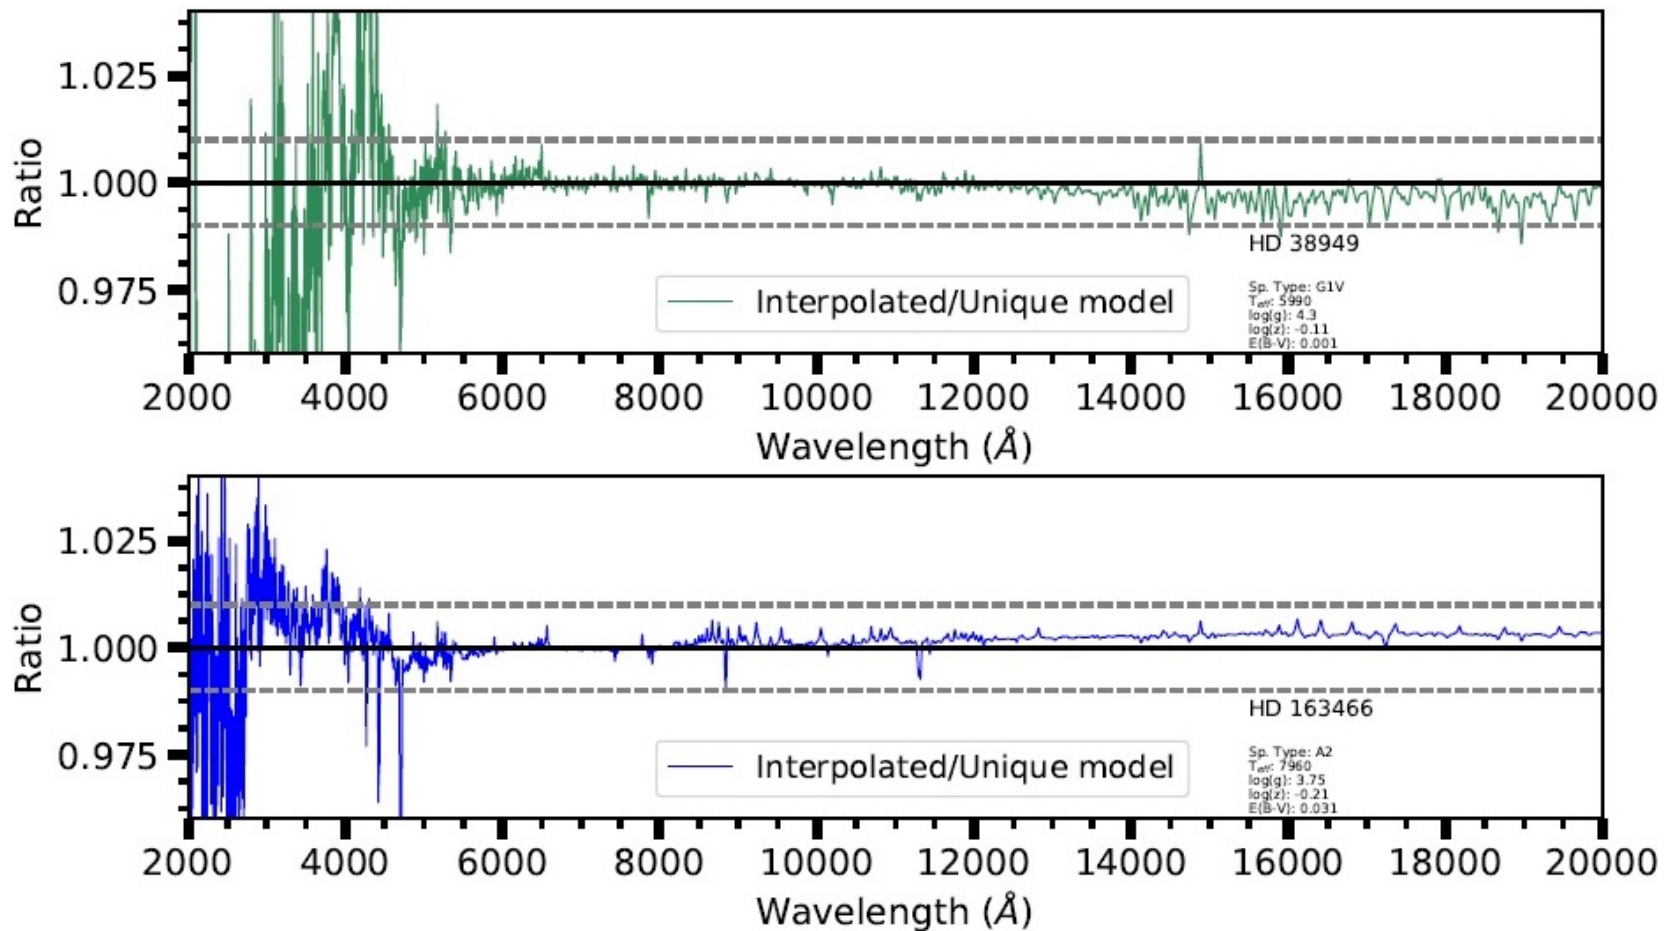 1.025
1.000
0.975
Ratio
Interpolated/Unique model
HD 38949
Sp. Type: G1V
Teff: 5990
log(g): 4.3
log(z): -0.11
E(B-V): 0.001
2000 4000 6000 8000 10000 12000 14000 16000 18000 20000
Wavelength (Å)
1.025
1.000
0.975
Ratio
Interpolated/Unique model
HD 163466
Sp. Type: A2
Teff: 7960
log(g): 3.75
log(z): -0.21
E(B-V): 0.031
2000 4000 6000 8000 10000 12000 14000 16000 18000 20000
Wavelength (Å)